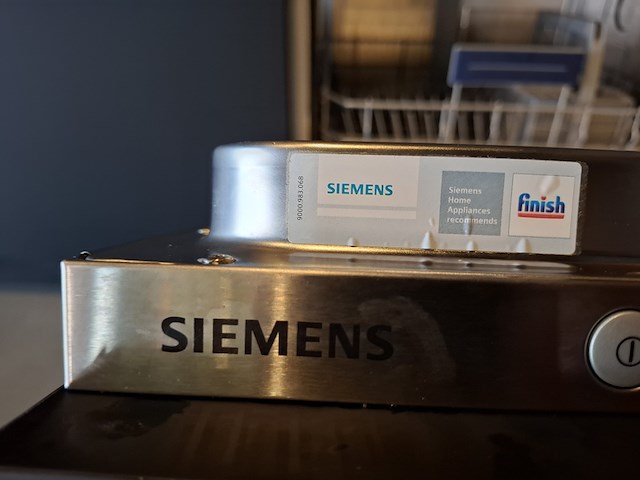 9000.983.068
SIEMENS
Siemens
Home
Appliances
recommends
finish
SIEMENS